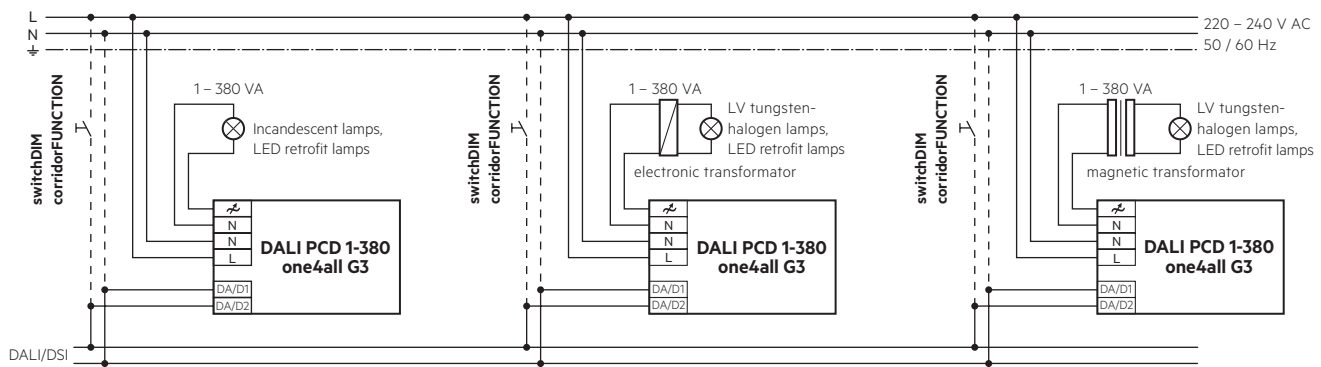 L
N
220 – 240 V AC
50 / 60 Hz
switchDIM
corridorFUNCTION
1 – 380 VA
Incandescent lamps,
LED retrofit lamps
N
N
L
DA/D1
DA/D2
DALI PCD 1-380
one4all G3
switchDIM
corridorFUNCTION
1 – 380 VA
LV tungsten-
halogen lamps,
LED retrofit lamps
electronic transformator
N
N
L
DA/D1
DA/D2
DALI PCD 1-380
one4all G3
switchDIM
corridorFUNCTION
1 – 380 VA
LV tungsten-
halogen lamps,
LED retrofit lamps
magnetic transformator
N
N
L
DA/D1
DA/D2
DALI PCD 1-380
one4all G3
DALI/DSI